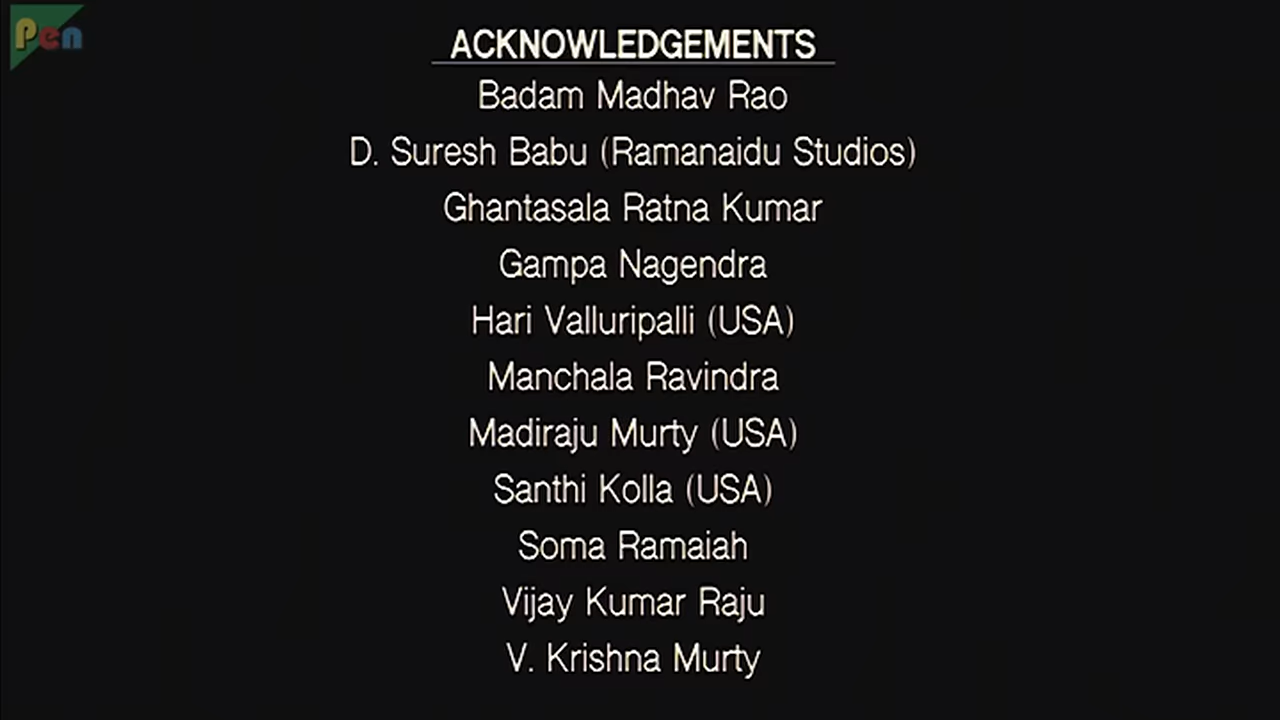 Pen
ACKNOWLEDGEMENTS
Badam Madhav Rao
D. Suresh Babu (Ramanaidu Studios)
Ghantasala Ratna Kumar
Gampa Nagendra
Hari Valluripalli (USA)
Manchala Ravindra
Madiraju Murty (USA)
Santhi Kolla (USA)
Soma Ramaiah
Vijay Kumar Raju
V. Krishna Murty